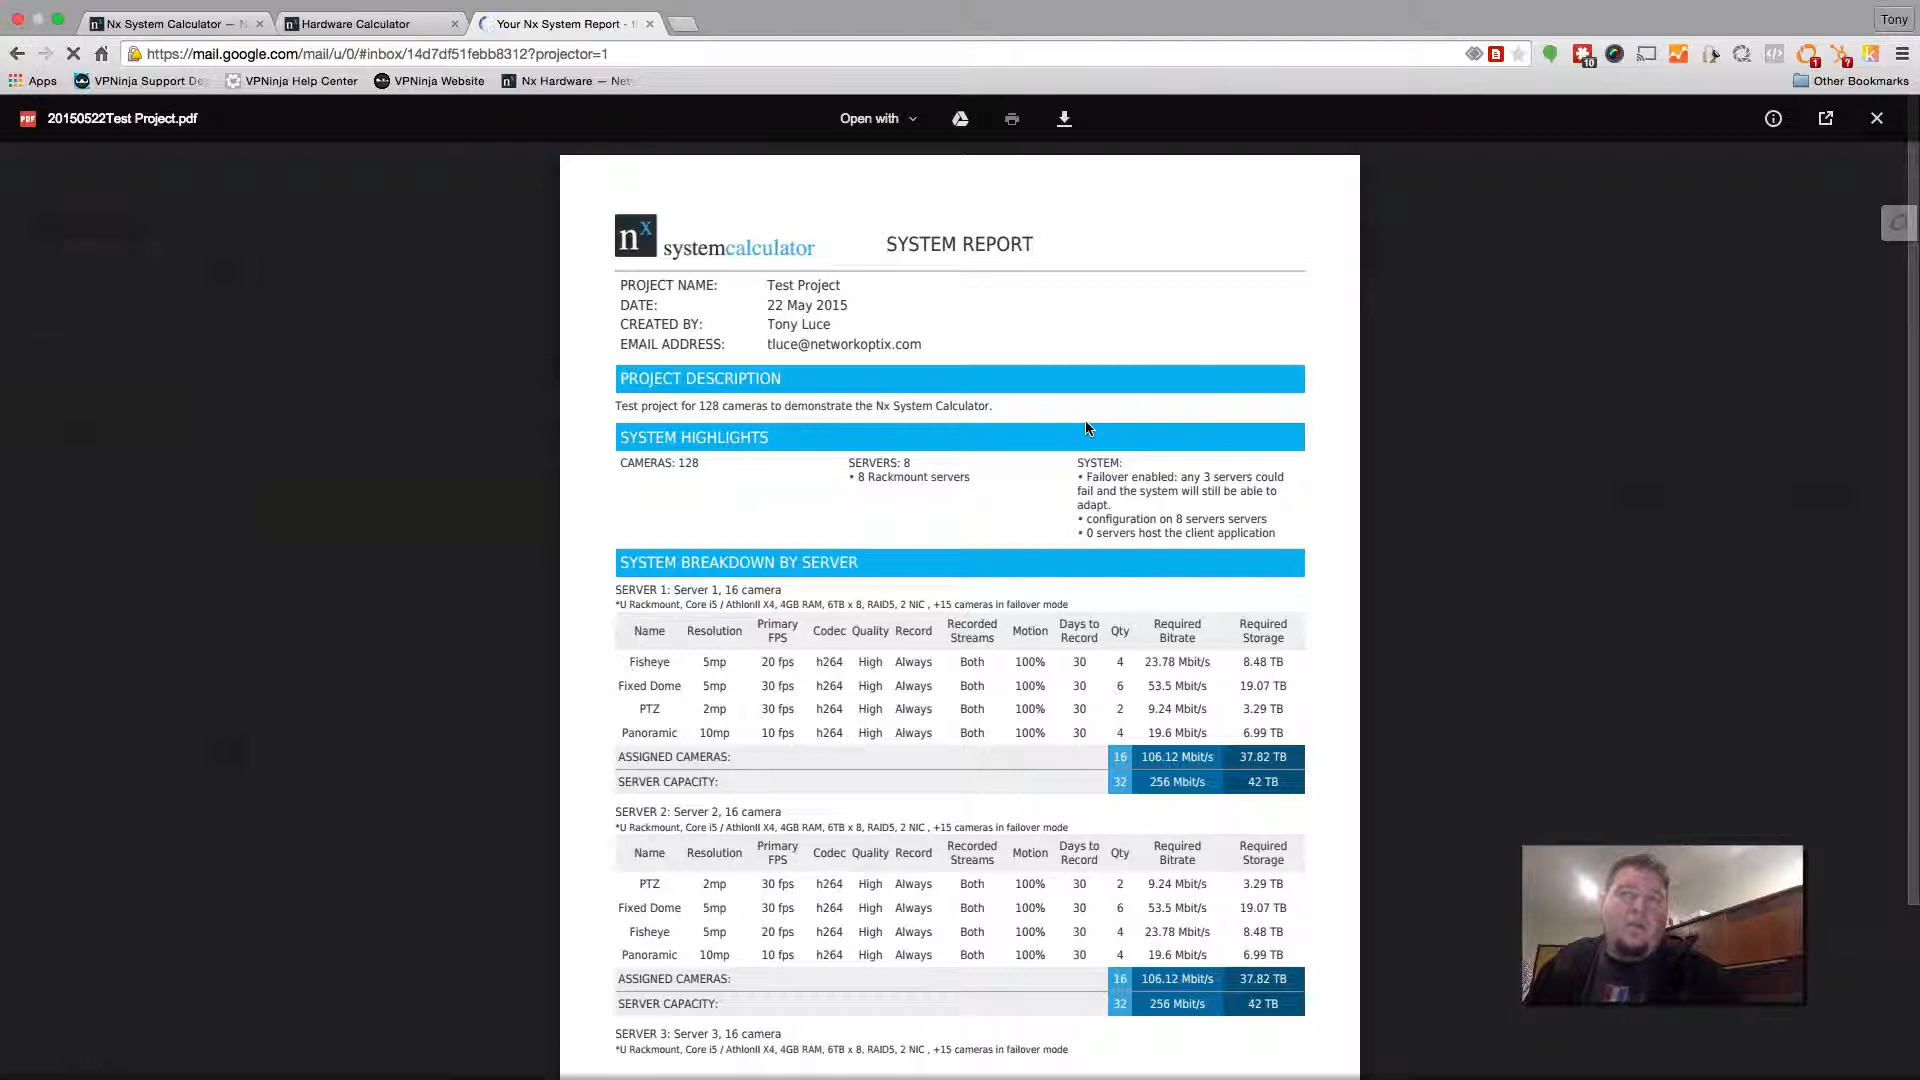 Nx System Calculator — N
Hardware Calculator
Your Nx System Report - t
Tony
https://mail.google.com/mail/u/0/#inbox/14d7df51febb8312?projector=1
Apps
VPNinja Support De
VPNinja Help Center
VPNinja Website
Nx Hardware — Net
Other Bookmarks
PDF
20150522Test Project.pdf
Open with
nx systemcalculator
SYSTEM REPORT
PROJECT NAME: Test Project
DATE: 22 May 2015
CREATED BY: Tony Luce
EMAIL ADDRESS: tluce@networkoptix.com
PROJECT DESCRIPTION
Test project for 128 cameras to demonstrate the Nx System Calculator.
SYSTEM HIGHLIGHTS
CAMERAS: 128
SERVERS: 8
• 8 Rackmount servers
SYSTEM:
• Failover enabled: any 3 servers could
fail and the system will still be able to
adapt.
• configuration on 8 servers servers
• 0 servers host the client application
SYSTEM BREAKDOWN BY SERVER
SERVER 1: Server 1, 16 camera
*U Rackmount, Core i5 / AthlonII X4, 4GB RAM, 6TB x 8, RAID5, 2 NIC , +15 cameras in failover mode
Name Resolution Primary FPS Codec Quality Record Recorded Streams Motion Days to Record Qty Required Bitrate Required Storage
Fisheye 5mp 20 fps h264 High Always Both 100% 30 4 23.78 Mbit/s 8.48 TB
Fixed Dome 5mp 30 fps h264 High Always Both 100% 30 6 53.5 Mbit/s 19.07 TB
PTZ 2mp 30 fps h264 High Always Both 100% 30 2 9.24 Mbit/s 3.29 TB
Panoramic 10mp 10 fps h264 High Always Both 100% 30 4 19.6 Mbit/s 6.99 TB
ASSIGNED CAMERAS: 16 106.12 Mbit/s 37.82 TB
SERVER CAPACITY: 32 256 Mbit/s 42 TB
SERVER 2: Server 2, 16 camera
*U Rackmount, Core i5 / AthlonII X4, 4GB RAM, 6TB x 8, RAID5, 2 NIC , +15 cameras in failover mode
Name Resolution Primary FPS Codec Quality Record Recorded Streams Motion Days to Record Qty Required Bitrate Required Storage
PTZ 2mp 30 fps h264 High Always Both 100% 30 2 9.24 Mbit/s 3.29 TB
Fixed Dome 5mp 30 fps h264 High Always Both 100% 30 6 53.5 Mbit/s 19.07 TB
Fisheye 5mp 20 fps h264 High Always Both 100% 30 4 23.78 Mbit/s 8.48 TB
Panoramic 10mp 10 fps h264 High Always Both 100% 30 4 19.6 Mbit/s 6.99 TB
ASSIGNED CAMERAS: 16 106.12 Mbit/s 37.82 TB
SERVER CAPACITY: 32 256 Mbit/s 42 TB
SERVER 3: Server 3, 16 camera
*U Rackmount, Core i5 / AthlonII X4, 4GB RAM, 6TB x 8, RAID5, 2 NIC , +15 cameras in failover mode